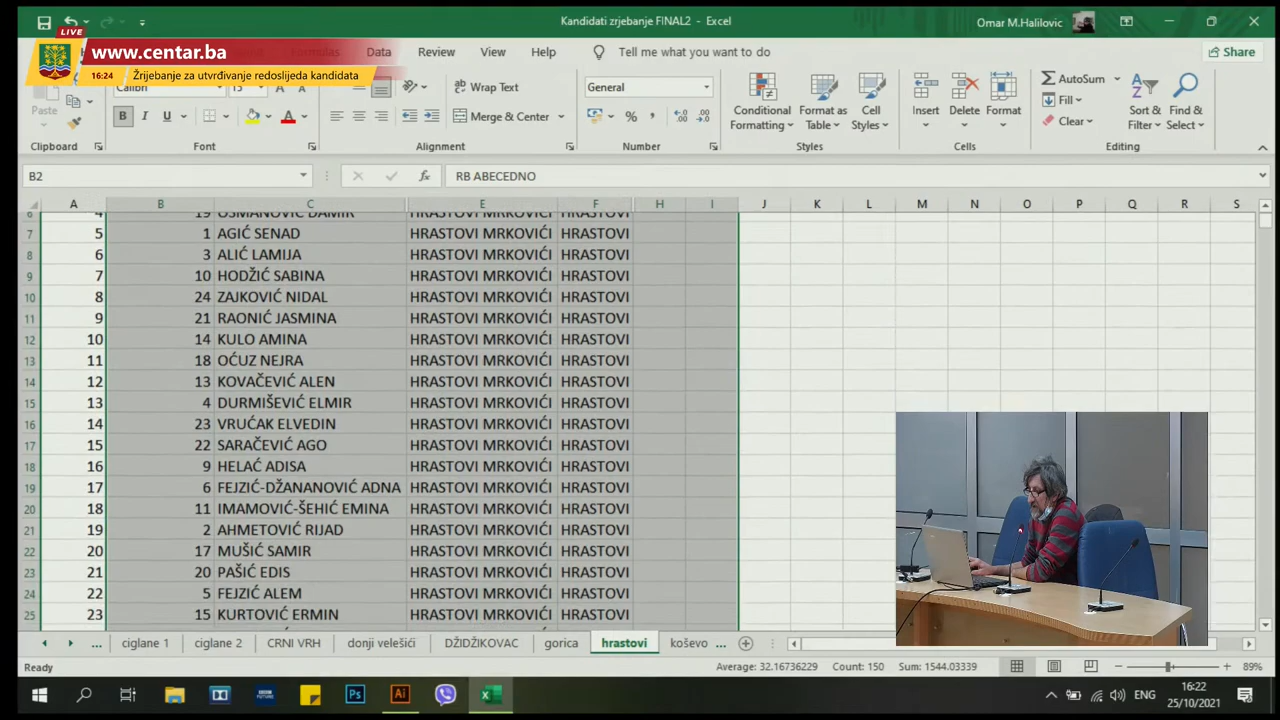 Kandidati zrjebanje FINAL2 - Excel
Omar M.Halilovic
LIVE
www.centar.ba
16:24 Žrijebanje za utvrđivanje redoslijeda kandidata
Data Review View Help Tell me what you want to do Share
Paste
Calibri 15
B I U A
Wrap Text
Merge & Center
General
% ,
Conditional Formatting
Format as Table
Cell Styles
Insert Delete Format
AutoSum
Fill
Clear
Sort & Filter
Find & Select
Clipboard Font Alignment Number Styles Cells Editing
B2 fx RB ABECEDNO
A B C E F H I J K L M N O P Q R S
6 4 19 OSMANOVIĆ DAMIR HRASTOVI MRKOVIĆI HRASTOVI
7 5 1 AGIĆ SENAD HRASTOVI MRKOVIĆI HRASTOVI
8 6 3 ALIĆ LAMIJA HRASTOVI MRKOVIĆI HRASTOVI
9 7 10 HODŽIĆ SABINA HRASTOVI MRKOVIĆI HRASTOVI
10 8 24 ZAJKOVIĆ NIDAL HRASTOVI MRKOVIĆI HRASTOVI
11 9 21 RAONIĆ JASMINA HRASTOVI MRKOVIĆI HRASTOVI
12 10 14 KULO AMINA HRASTOVI MRKOVIĆI HRASTOVI
13 11 18 OĆUZ NEJRA HRASTOVI MRKOVIĆI HRASTOVI
14 12 13 KOVAČEVIĆ ALEN HRASTOVI MRKOVIĆI HRASTOVI
15 13 4 DURMIŠEVIĆ ELMIR HRASTOVI MRKOVIĆI HRASTOVI
16 14 23 VRUĆAK ELVEDIN HRASTOVI MRKOVIĆI HRASTOVI
17 15 22 SARAČEVIĆ AGO HRASTOVI MRKOVIĆI HRASTOVI
18 16 9 HELAĆ ADISA HRASTOVI MRKOVIĆI HRASTOVI
19 17 6 FEJZIĆ-DŽANANOVIĆ ADNA HRASTOVI MRKOVIĆI HRASTOVI
20 18 11 IMAMOVIĆ-ŠEHIĆ EMINA HRASTOVI MRKOVIĆI HRASTOVI
21 19 2 AHMETOVIĆ RIJAD HRASTOVI MRKOVIĆI HRASTOVI
22 20 17 MUŠIĆ SAMIR HRASTOVI MRKOVIĆI HRASTOVI
23 21 20 PAŠIĆ EDIS HRASTOVI MRKOVIĆI HRASTOVI
24 22 5 FEJZIĆ ALEM HRASTOVI MRKOVIĆI HRASTOVI
25 23 15 KURTOVIĆ ERMIN HRASTOVI MRKOVIĆI HRASTOVI
... ciglane 1 ciglane 2 CRNI VRH donji velešići DŽIDŽIKOVAC gorica hrastovi koševo ...
Ready Average: 32.16736229 Count: 150 Sum: 1544.03339 89%
Ps Ai ENG 16:22
25/10/2021